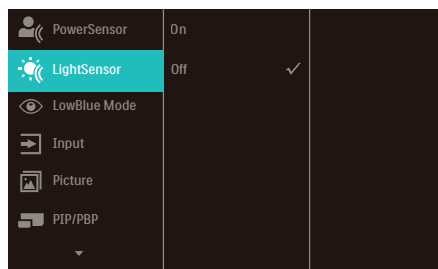 PowerSensor
On
LightSensor
Off
LowBlue Mode
Input
Picture
PIP/PBP